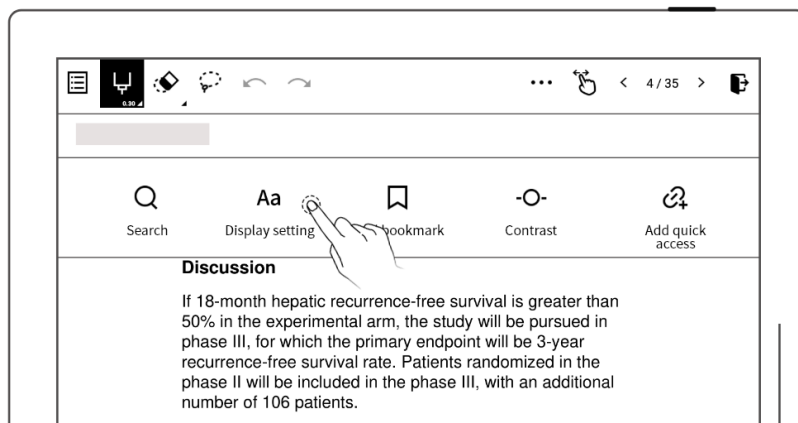 0.30
4 / 35
Aa
Search
Display setting
bookmark
Contrast
Add quick
access
Discussion
If 18-month hepatic recurrence-free survival is greater than
50% in the experimental arm, the study will be pursued in
phase III, for which the primary endpoint will be 3-year
recurrence-free survival rate. Patients randomized in the
phase II will be included in the phase III, with an additional
number of 106 patients.